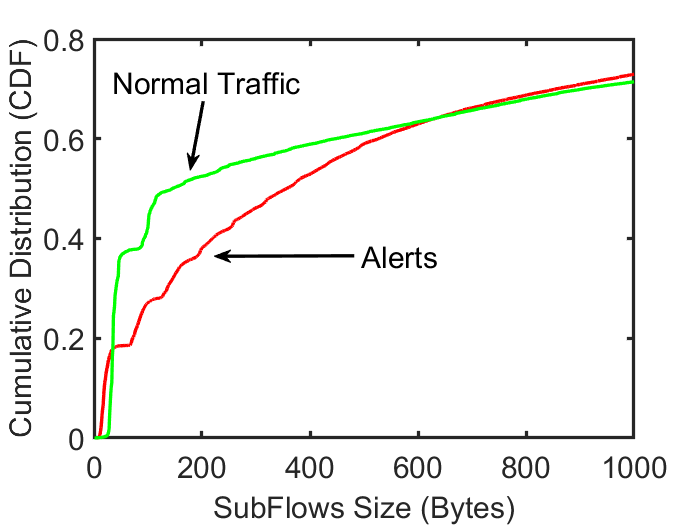 0.8
Normal Traffic
0.6
0.4
Alerts
0.2
0
Cumulative Distribution (CDF)
0 200 400 600 800 1000
SubFlows Size (Bytes)